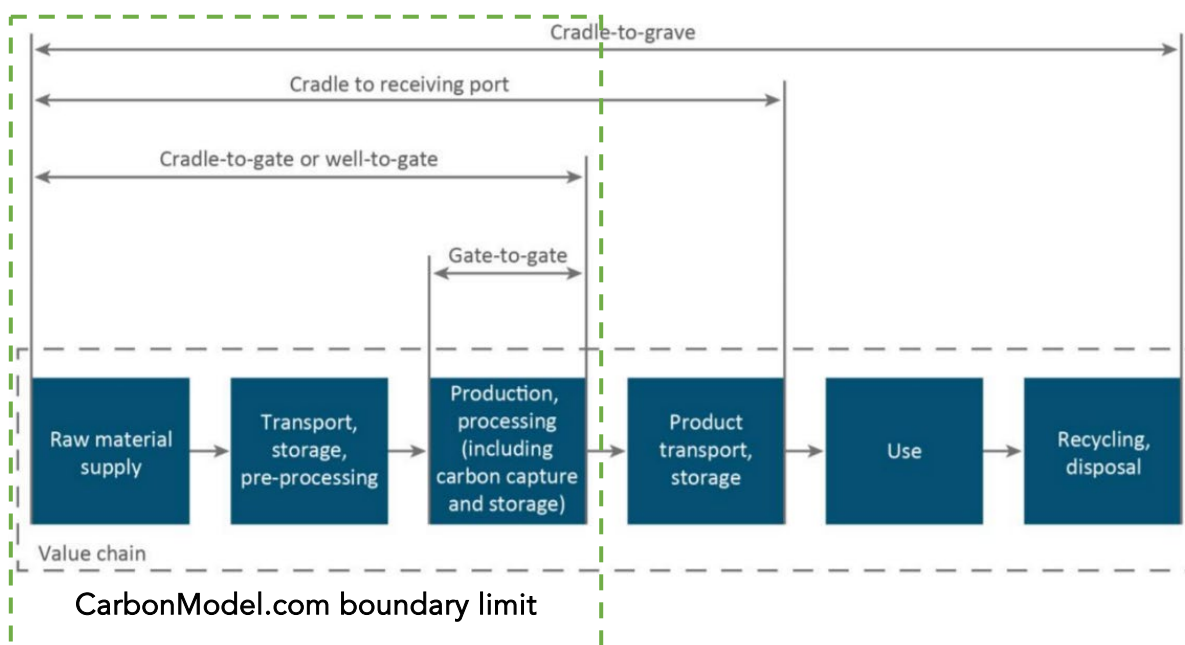 Cradle-to-grave
Cradle to receiving port
Cradle-to-gate or well-to-gate
Gate-to-gate
Raw material
supply
Transport,
storage,
pre-processing
Production,
processing
(including
carbon capture
and storage)
Product
transport,
storage
Use
Recycling,
disposal
Value chain
CarbonModel.com boundary limit